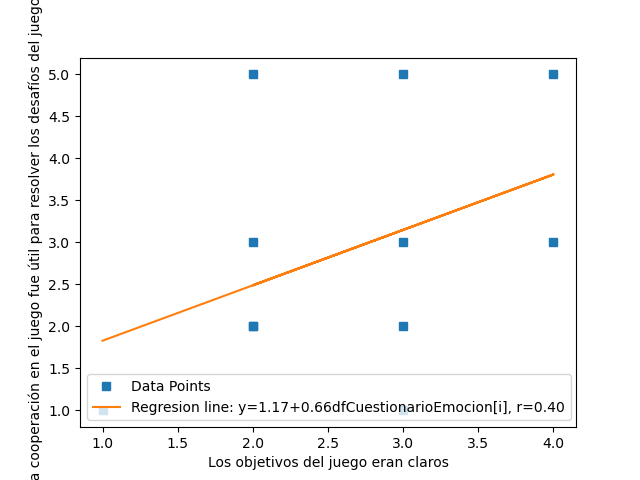 a cooperación en el juego fue útil para resolver los desafíos del juego
5.0
4.5
4.0
3.5
3.0
2.5
2.0
1.5
1.0
Data Points
Regresion line: y=1.17+0.66dfCuestionarioEmocion[i], r=0.40
1.0 1.5 2.0 2.5 3.0 3.5 4.0
Los objetivos del juego eran claros